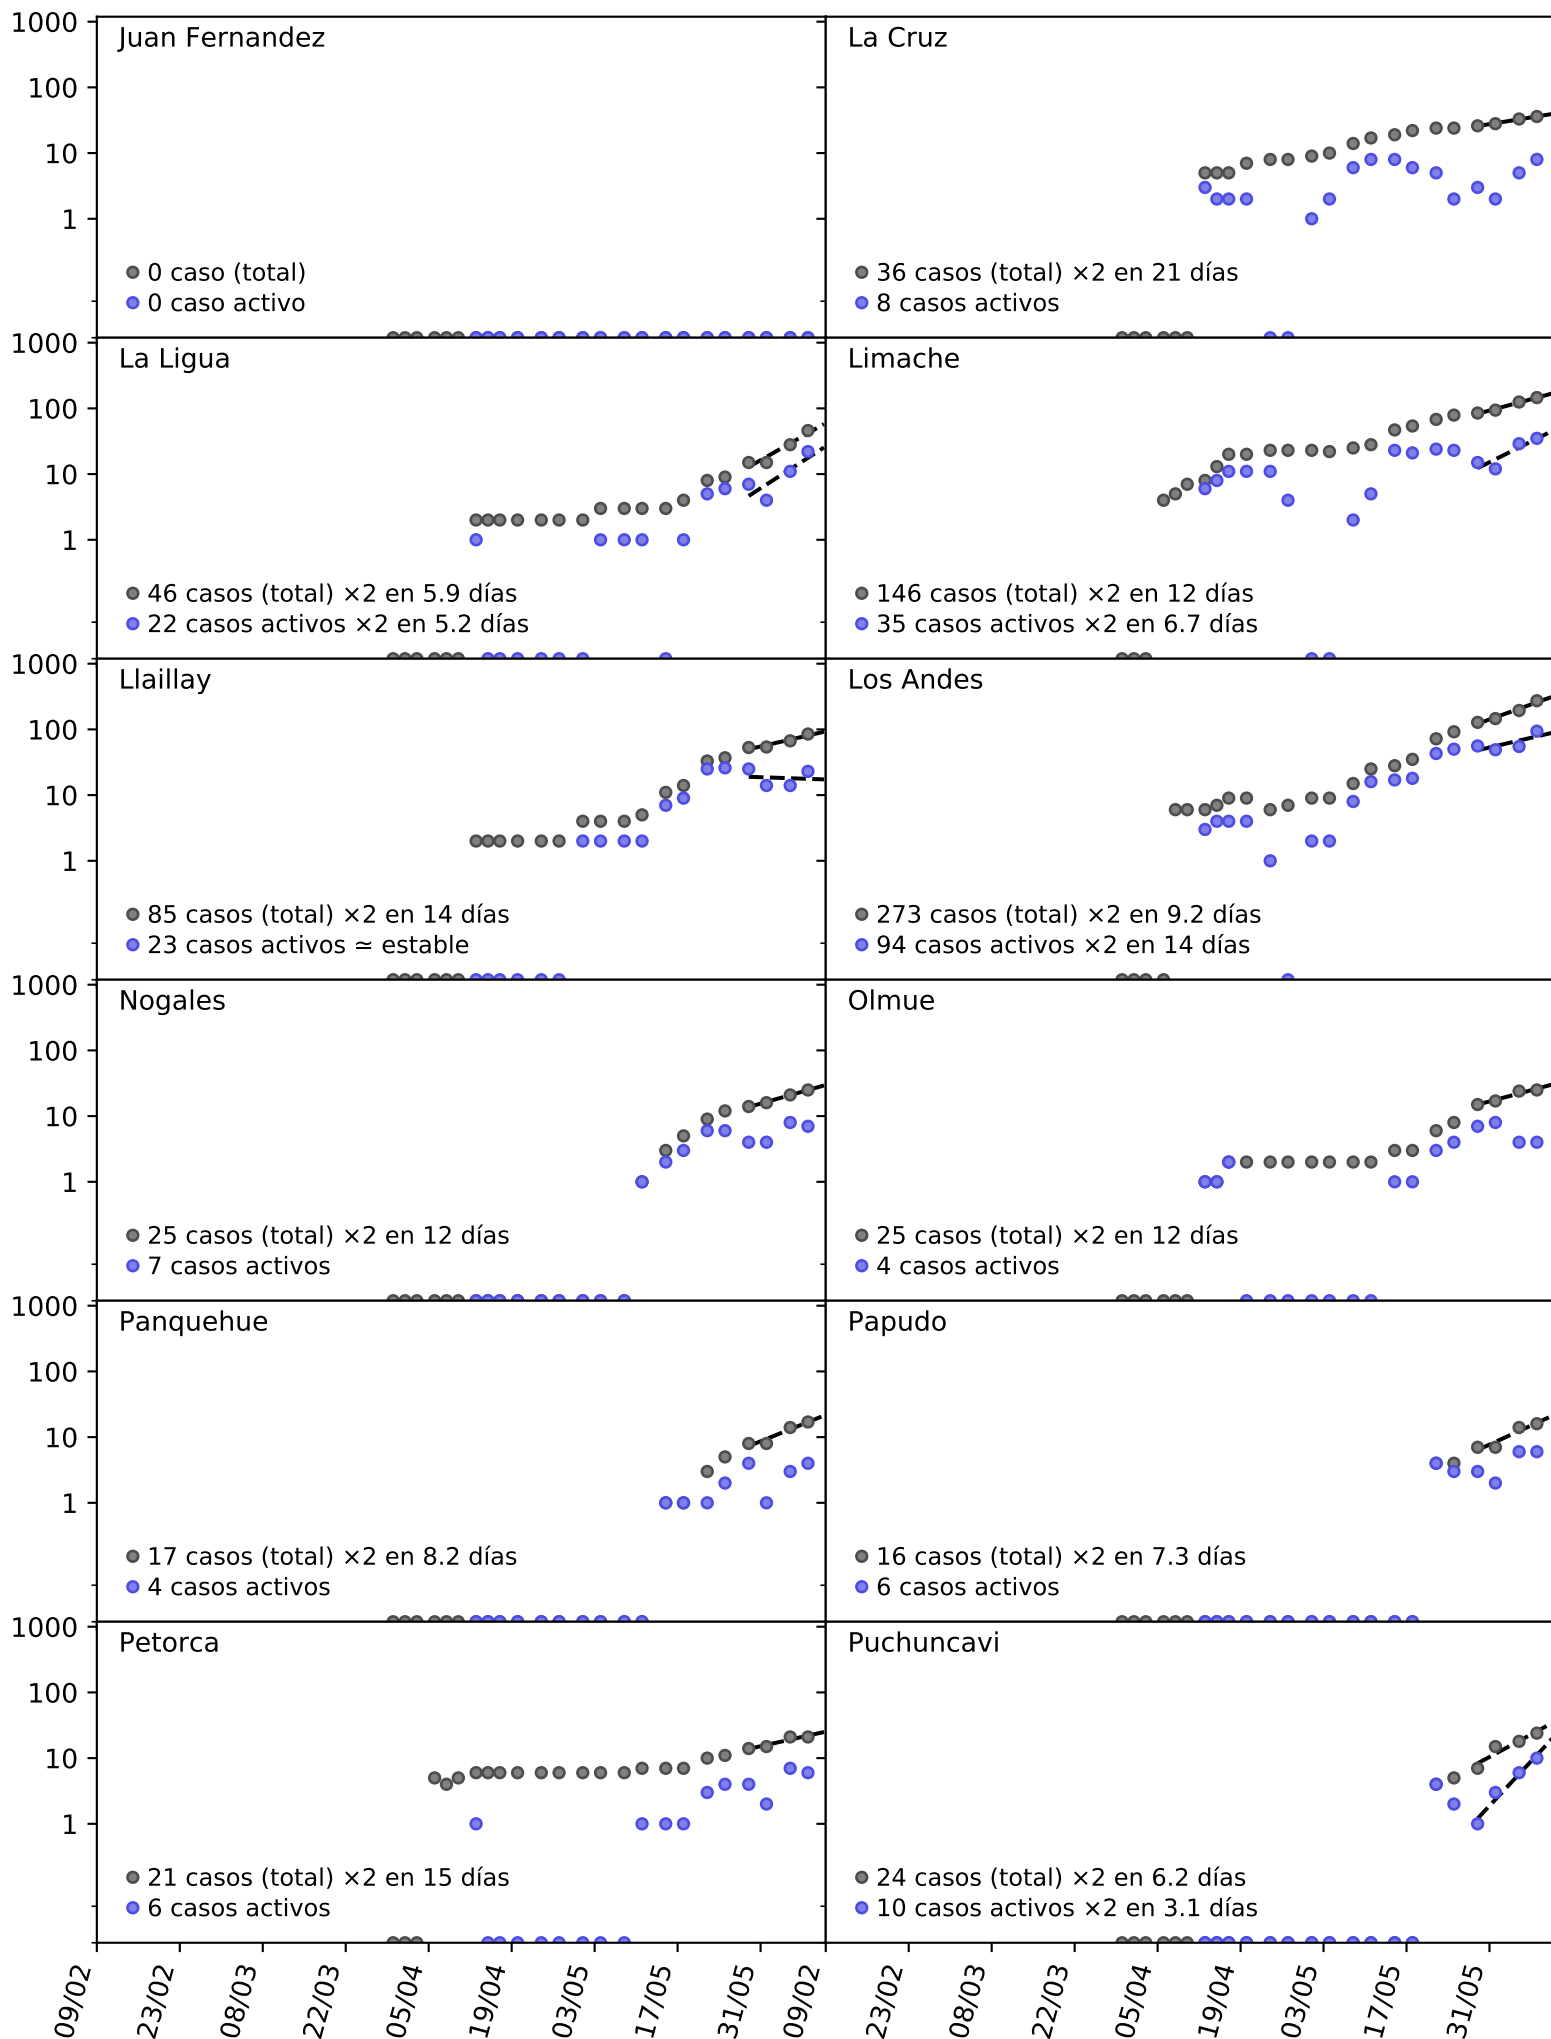 1000
100
10
1
Juan Fernandez
0 caso (total)
0 caso activo
La Cruz
36 casos (total) ×2 en 21 días
8 casos activos
1000
100
10
1
La Ligua
46 casos (total) ×2 en 5.9 días
22 casos activos ×2 en 5.2 días
Limache
146 casos (total) ×2 en 12 días
35 casos activos ×2 en 6.7 días
1000
100
10
1
Llaillay
85 casos (total) ×2 en 14 días
23 casos activos ≃ estable
Los Andes
273 casos (total) ×2 en 9.2 días
94 casos activos ×2 en 14 días
1000
100
10
1
Nogales
25 casos (total) ×2 en 12 días
7 casos activos
Olmue
25 casos (total) ×2 en 12 días
4 casos activos
1000
100
10
1
Panquehue
17 casos (total) ×2 en 8.2 días
4 casos activos
Papudo
16 casos (total) ×2 en 7.3 días
6 casos activos
1000
100
10
1
Petorca
21 casos (total) ×2 en 15 días
6 casos activos
Puchuncavi
24 casos (total) ×2 en 6.2 días
10 casos activos ×2 en 3.1 días
09/02
23/02
08/03
22/03
05/04
19/04
03/05
17/05
31/05
09/02
23/02
08/03
22/03
05/04
19/04
03/05
17/05
31/05